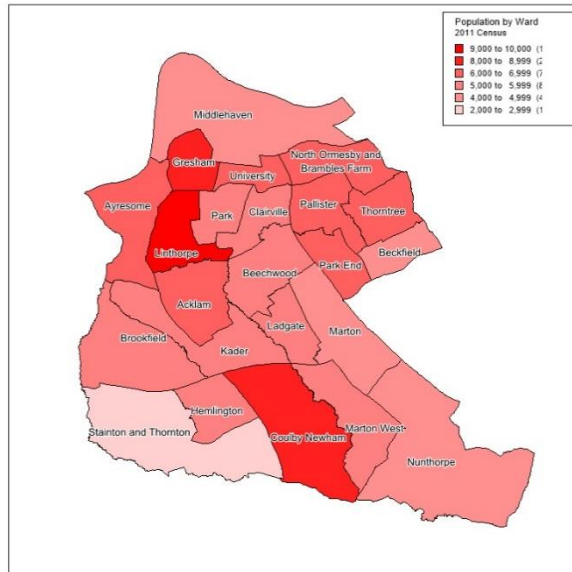 Population by Ward
2011 Census
9,000 to 10,000 (1
8,000 to 8,999 (2
6,000 to 6,999 (7
5,000 to 5,999 (8
4,000 to 4,999 (4
2,000 to 2,999 (1
Middlehaven
Gresham
North Ormesby and
Brambles Farm
University
Ayresome
Park
Clairville
Pallister
Thorntree
Linthorpe
Beckfield
Beechwood
Park End
Acklam
Ladgate
Marton
Brookfield
Kader
Hemlington
Stainton and Thornton
Coulby Newham
Marton West
Nunthorpe